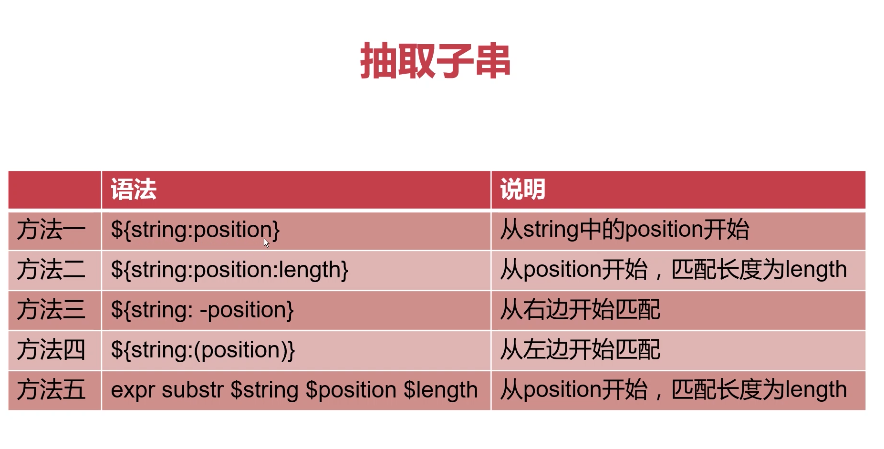 抽取子串
语法 说明
方法一 ${string:position} 从string中的position开始
方法二 ${string:position:length} 从position开始，匹配长度为length
方法三 ${string: -position} 从右边开始匹配
方法四 ${string:(position)} 从左边开始匹配
方法五 expr substr $string $position $length 从position开始，匹配长度为length